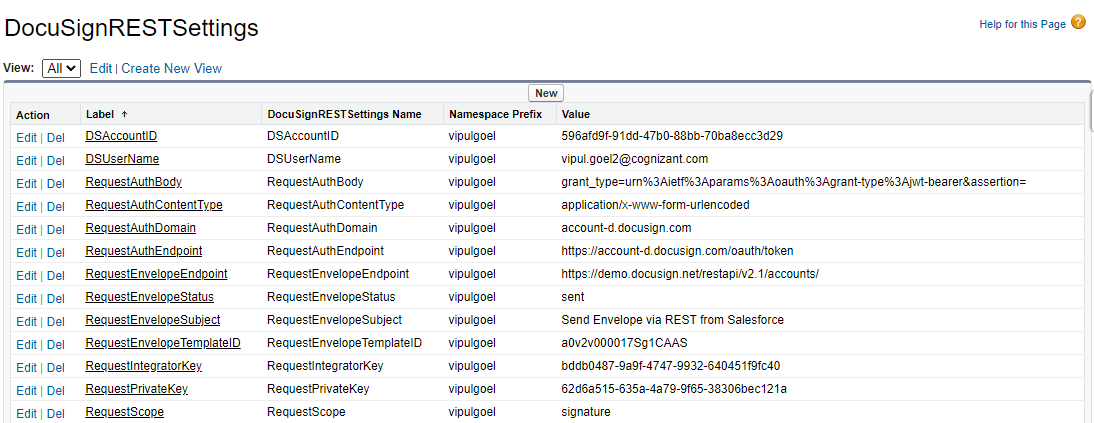 DocuSignRESTSettings
Help for this Page ?
View: All Edit | Create New View
New
Action Label ↑ DocuSignRESTSettings Name Namespace Prefix Value
Edit | Del DSAccountID DSAccountID vipulgoel 596afd9f-91dd-47b0-88bb-70ba8ecc3d29
Edit | Del DSUserName DSUserName vipulgoel vipul.goel2@cognizant.com
Edit | Del RequestAuthBody RequestAuthBody vipulgoel grant_type=urn%3Aietf%3Aparams%3Aoauth%3Agrant-type%3Ajwt-bearer&assertion=
Edit | Del RequestAuthContentType RequestAuthContentType vipulgoel application/x-www-form-urlencoded
Edit | Del RequestAuthDomain RequestAuthDomain vipulgoel account-d.docusign.com
Edit | Del RequestAuthEndpoint RequestAuthEndpoint vipulgoel https://account-d.docusign.com/oauth/token
Edit | Del RequestEnvelopeEndpoint RequestEnvelopeEndpoint vipulgoel https://demo.docusign.net/restapi/v2.1/accounts/
Edit | Del RequestEnvelopeStatus RequestEnvelopeStatus vipulgoel sent
Edit | Del RequestEnvelopeSubject RequestEnvelopeSubject vipulgoel Send Envelope via REST from Salesforce
Edit | Del RequestEnvelopeTemplateID RequestEnvelopeTemplateID vipulgoel a0v2v000017Sg1CAAS
Edit | Del RequestIntegratorKey RequestIntegratorKey vipulgoel bddb0487-9a9f-4747-9932-640451f9fc40
Edit | Del RequestPrivateKey RequestPrivateKey vipulgoel 62d6a515-635a-4a79-9f65-38306bec121a
Edit | Del RequestScope RequestScope vipulgoel signature